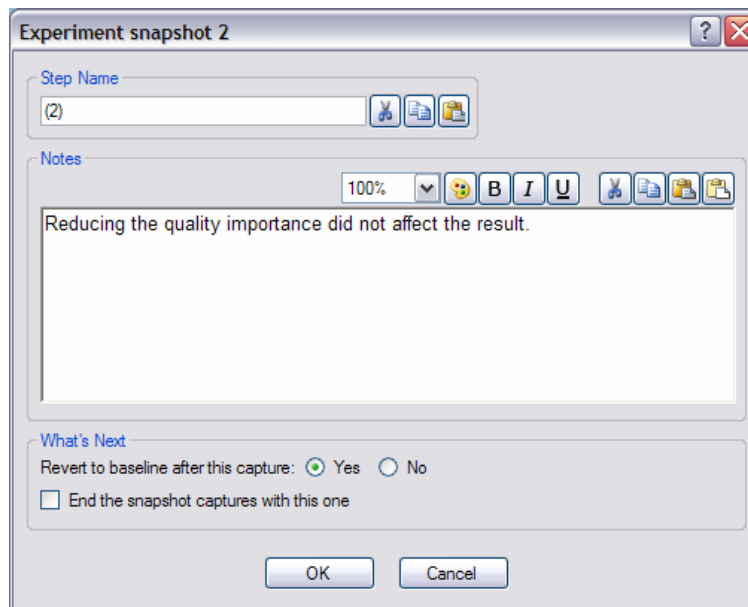 Experiment snapshot 2
?
Step Name
(2)
Notes
100%
B I U
Reducing the quality importance did not affect the result.
What's Next
Revert to baseline after this capture: Yes No
End the snapshot captures with this one
OK Cancel